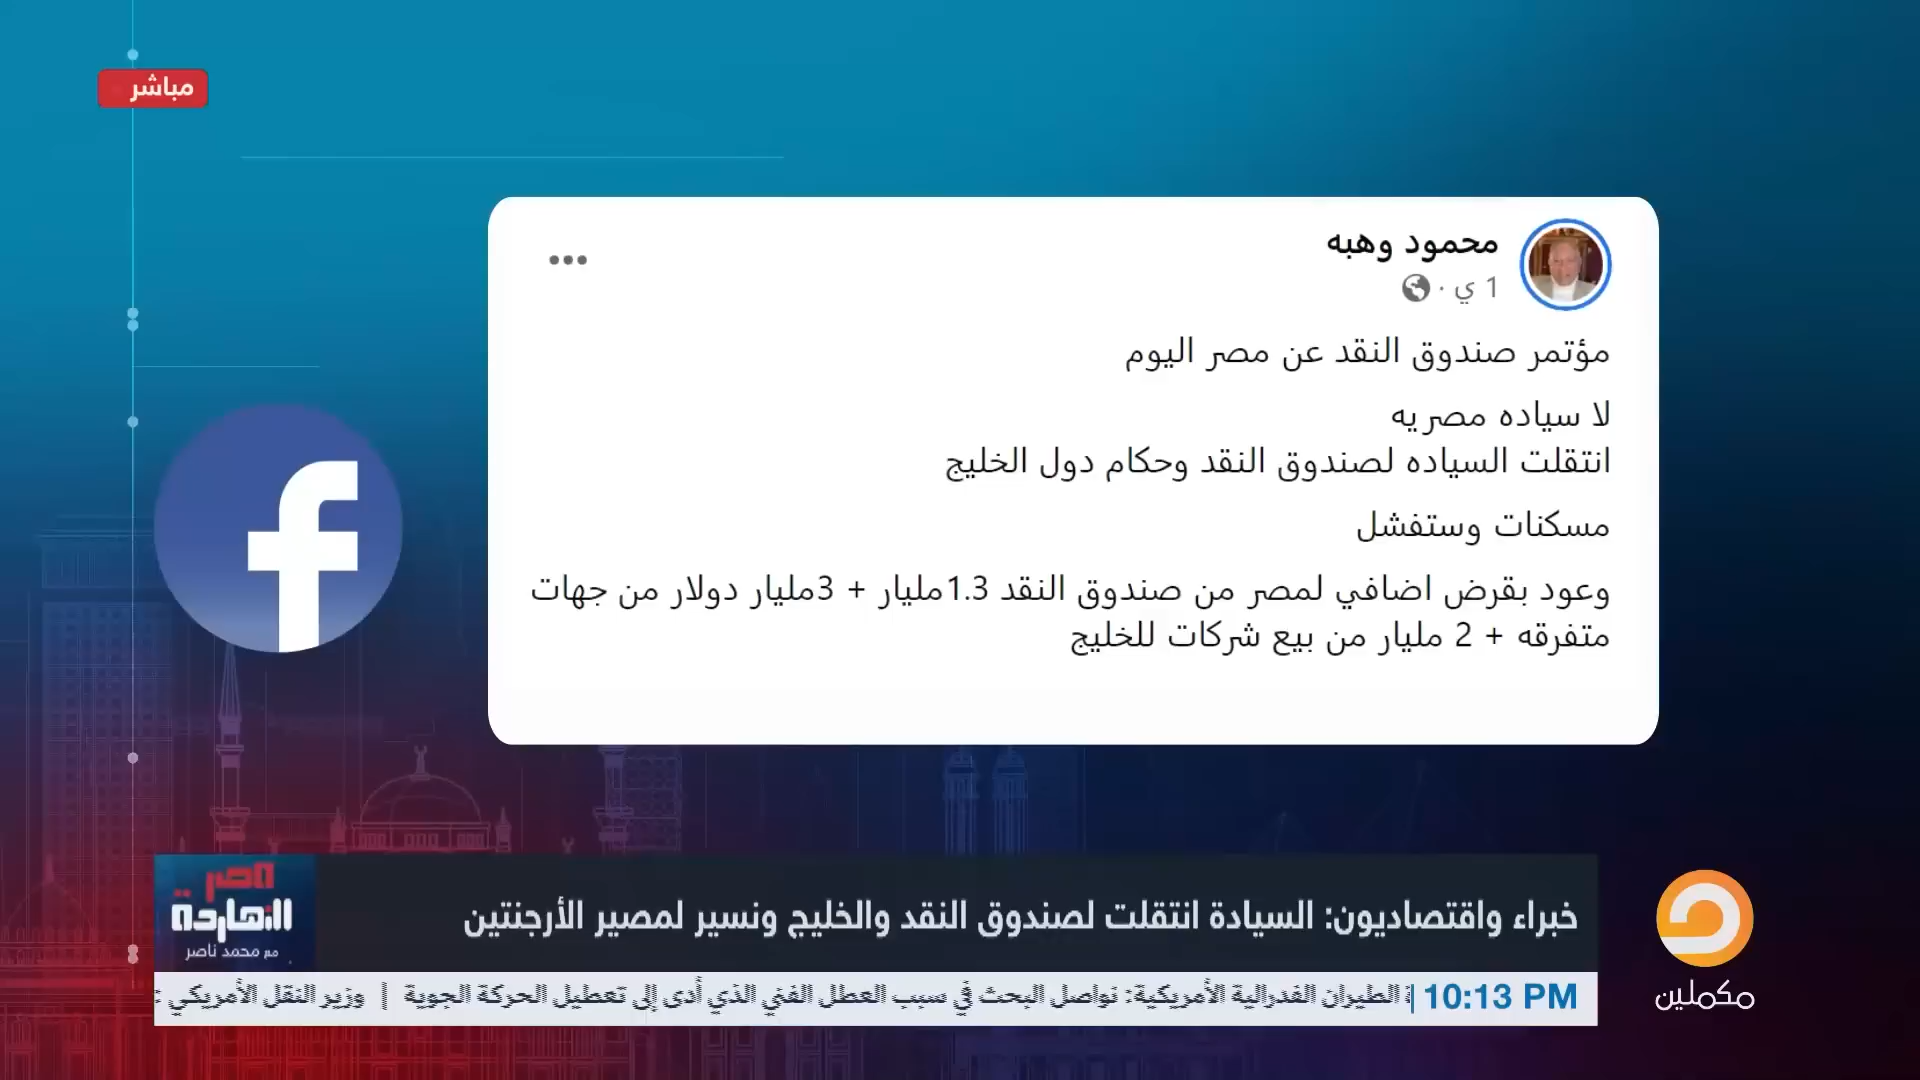 مباشر
محمود وهبه
1 ي ·
مؤتمر صندوق النقد عن مصر اليوم
لا سياده مصريه
انتقلت السياده لصندوق النقد وحكام دول الخليج
مسكنات وستفشل
وعود بقرض اضافي لمصر من صندوق النقد 1.3مليار + 3مليار دولار من جهات
متفرقه + 2 مليار من بيع شركات للخليج
مصر
النهاردة
مع محمد ناصر
خبراء واقتصاديون: السيادة انتقلت لصندوق النقد والخليج ونسير لمصير الأرجنتين
10:13 PM
الطيران الفدرالية الأمريكية: نواصل البحث في سبب العطل الفني الذي أدى إلى تعطيل الحركة الجوية | وزير النقل الأمريكي :
مكملين